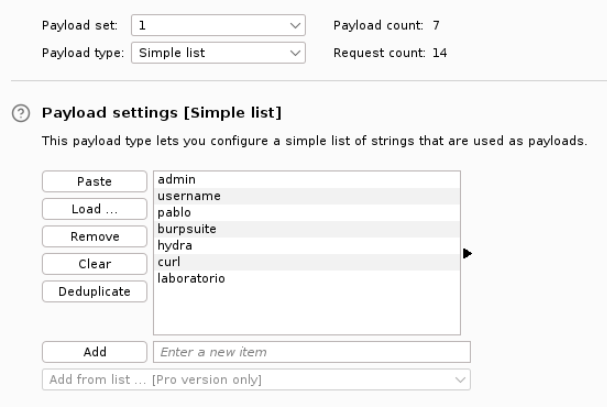 Payload set: 1 Payload count: 7
Payload type: Simple list Request count: 14
? Payload settings [Simple list]
This payload type lets you configure a simple list of strings that are used as payloads.
Paste
Load ...
Remove
Clear
Deduplicate
admin
username
pablo
burpsuite
hydra
curl
laboratorio
Add Enter a new item
Add from list ... [Pro version only]